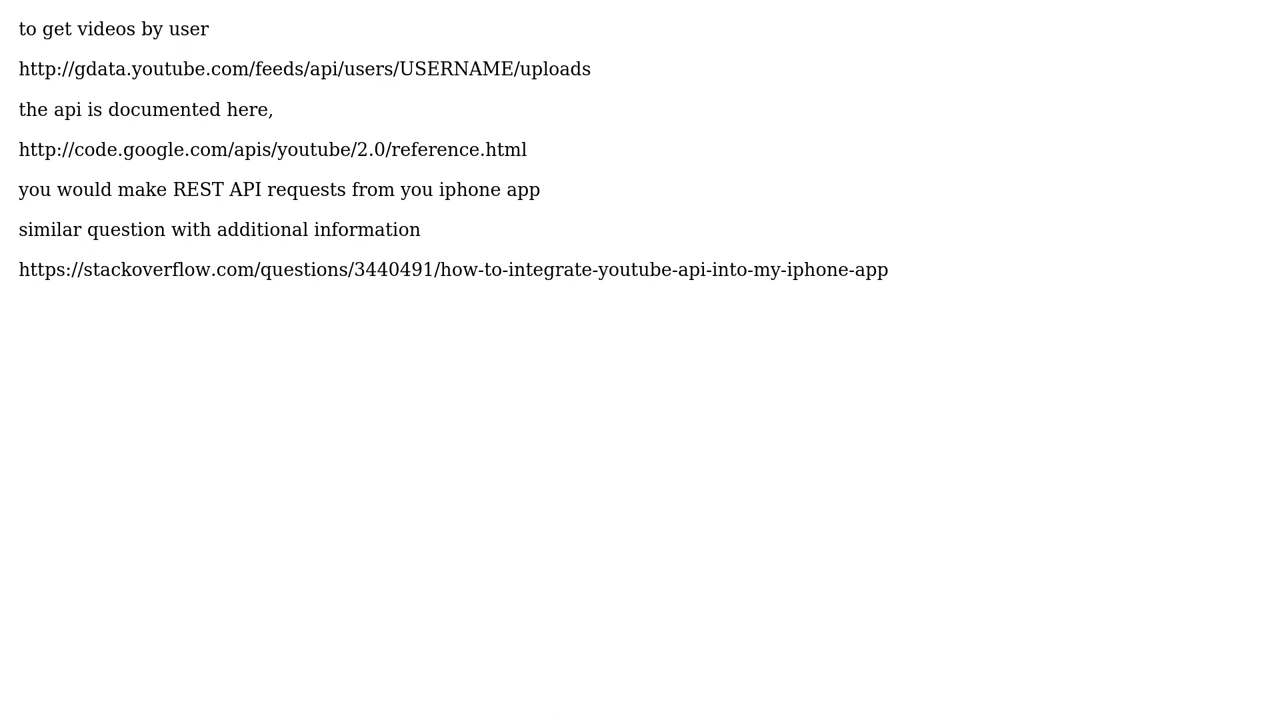 to get videos by user
http://gdata.youtube.com/feeds/api/users/USERNAME/uploads
the api is documented here,
http://code.google.com/apis/youtube/2.0/reference.html
you would make REST API requests from you iphone app
similar question with additional information
https://stackoverflow.com/questions/3440491/how-to-integrate-youtube-api-into-my-iphone-app